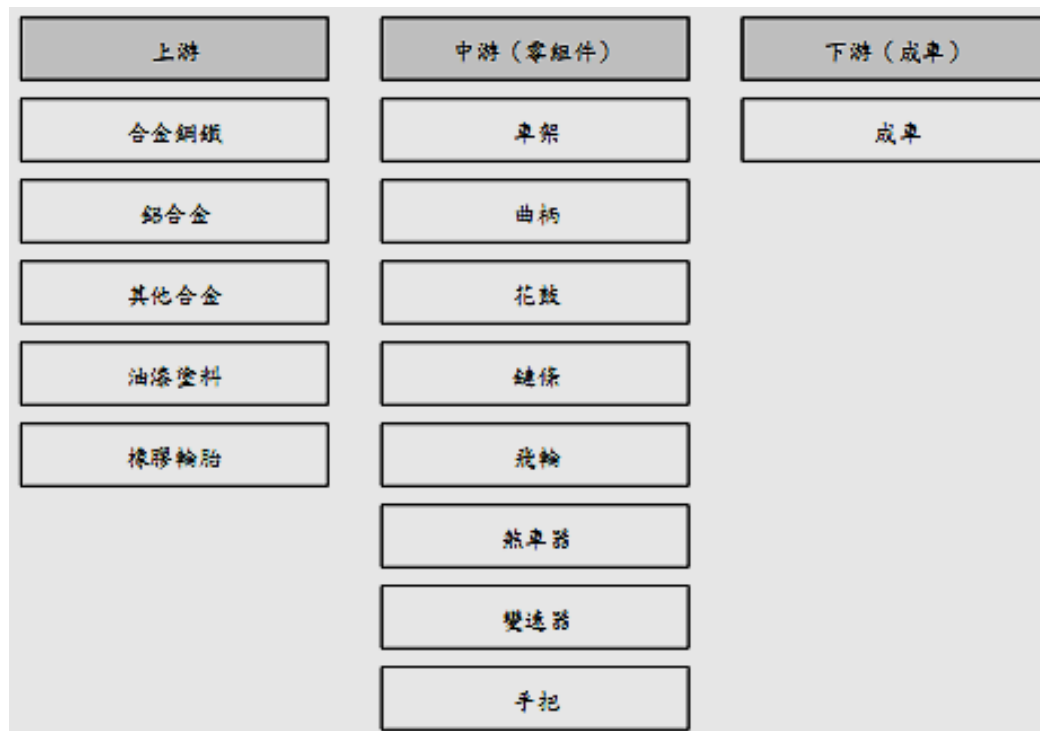 上游
合金鋼鐵
鋁合金
其他合金
油漆塗料
橡膠輪胎
中游（零組件）
車架
曲柄
花鼓
鏈條
飛輪
煞車器
變速器
手把
下游（成車）
成車